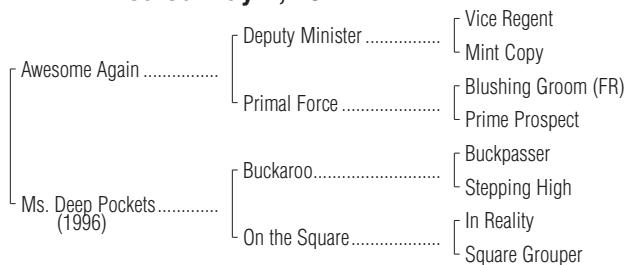 Vice Regent
Deputy Minister ..................
Mint Copy
Awesome Again ................
Blushing Groom (FR)
Primal Force .......................
Prime Prospect
Buckpasser
Buckaroo.............................
Stepping High
Ms. Deep Pockets.............
(1996)
In Reality
On the Square.....................
Square Grouper